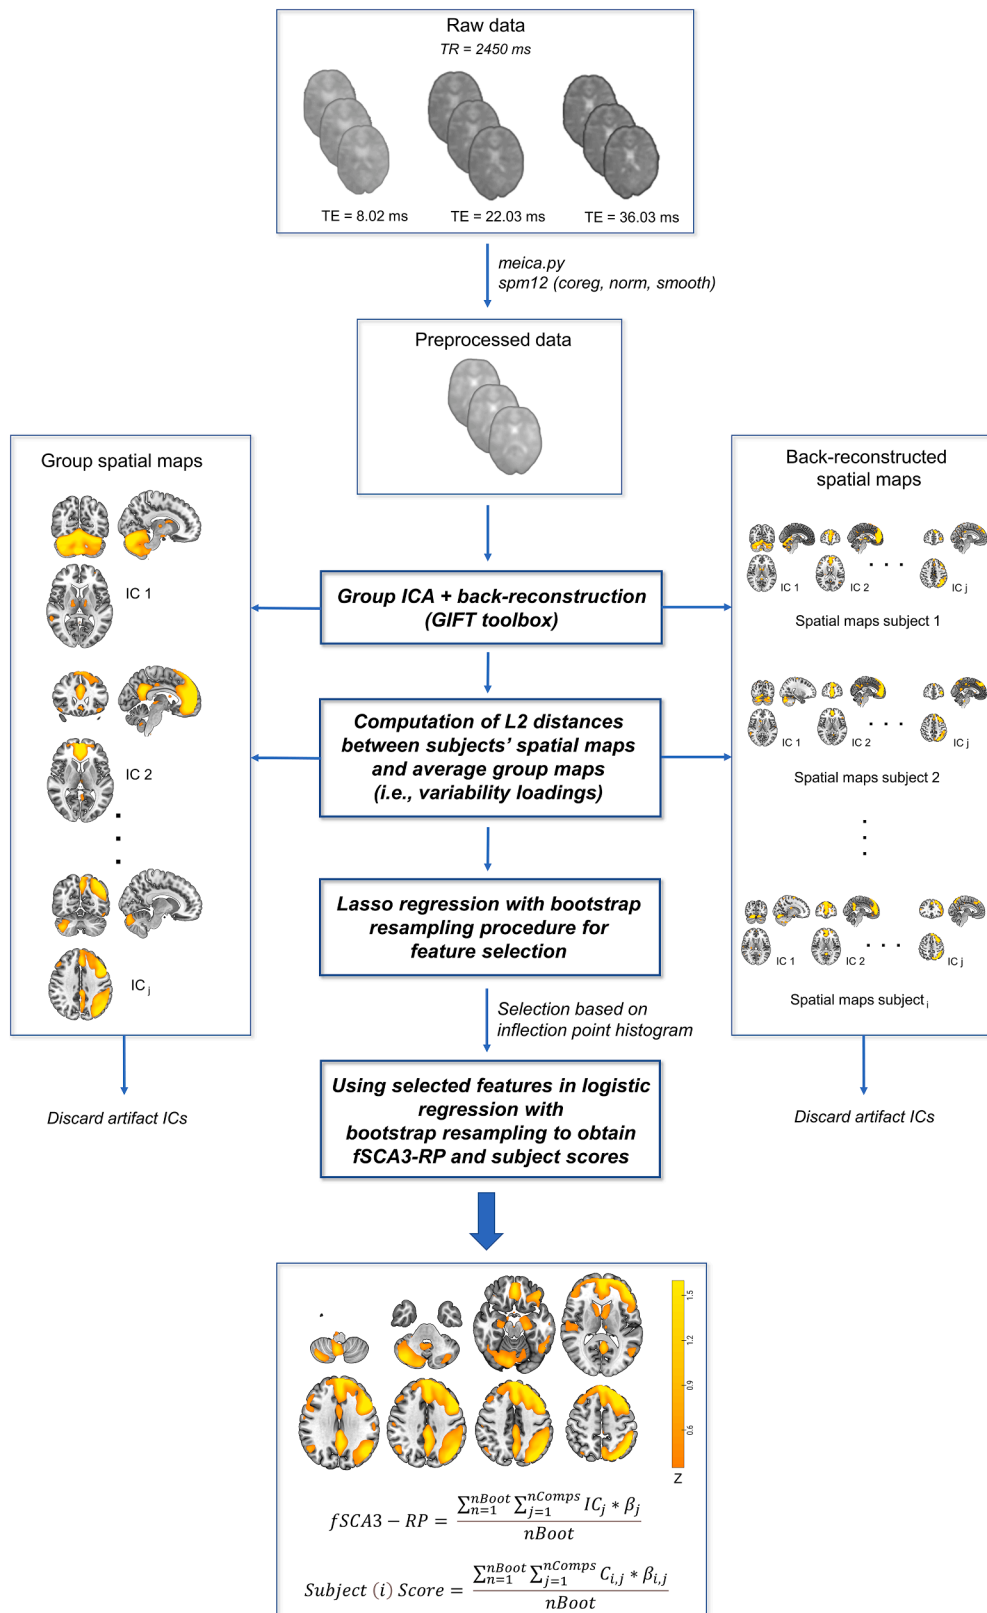 Raw data
TR = 2450 ms
TE = 8.02 ms
TE = 22.03 ms
TE = 36.03 ms
meica.py
spm12 (coreg, norm, smooth)
Preprocessed data
Group spatial maps
IC 1
IC 2
IC j
Discard artifact ICs
Group ICA + back-reconstruction
(GIFT toolbox)
Computation of L2 distances
between subjects' spatial maps
and average group maps
(i.e., variability loadings)
Lasso regression with bootstrap
resampling procedure for
feature selection
Selection based on
inflection point histogram
Using selected features in logistic
regression with
bootstrap resampling to obtain
fSCA3-RP and subject scores
Back-reconstructed
spatial maps
IC 1
IC 2
IC j
Spatial maps subject 1
IC 1
IC 2
IC j
Spatial maps subject 2
IC 1
IC 2
IC j
Spatial maps subject i
Discard artifact ICs
1.5
1.2
0.9
0.6
Z
fSCA3 − RP = \frac{\sum_{n=1}^{nBoot} \sum_{j=1}^{nComps} IC_j * β_j}{nBoot}
Subject (i) Score = \frac{\sum_{n=1}^{nBoot} \sum_{j=1}^{nComps} C_{i,j} * β_{i,j}}{nBoot}